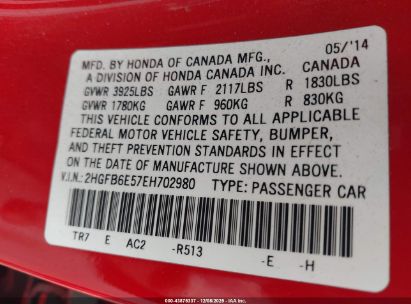 05/'14
MFD. BY HONDA OF CANADA MFG., CANADA
A DIVISION OF HONDA CANADA INC.
GVWR 3925LBS GAWR F 2117LBS R 1830LBS
GVWR 1780KG GAWR F 960KG R 830KG
THIS VEHICLE CONFORMS TO ALL APPLICABLE
FEDERAL MOTOR VEHICLE SAFETY, BUMPER,
AND THEFT PREVENTION STANDARDS IN EFFECT
ON THE DATE OF MANUFACTURE SHOWN ABOVE.
V.I.N.: 2HGFB6E57EH702980 TYPE: PASSENGER CAR
TR7 E AC2 -R513 -E -H